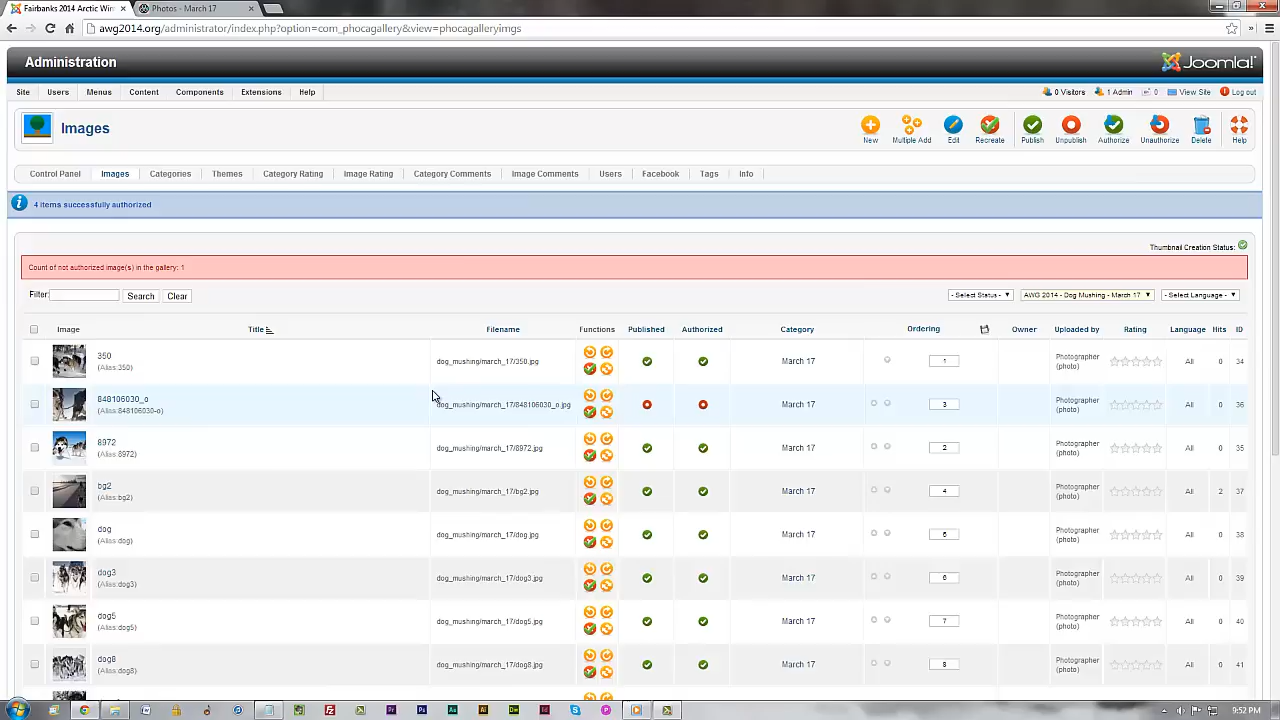 Fairbanks 2014 Arctic Win × Photos - March 17 ×
awg2014.org/administrator/index.php?option=com_phocagallery&view=phocagalleryimgs
Administration Joomla!
Site Users Menus Content Components Extensions Help 0 Visitors 1 Admin 0 View Site Log out
Images New Multiple Add Edit Recreate Publish Unpublish Authorize Unauthorize Delete Help
Control Panel Images Categories Themes Category Rating Image Rating Category Comments Image Comments Users Facebook Tags Info
4 items successfully authorized
Thumbnail Creation Status:
Count of not authorized image(s) in the gallery: 1
Filter: Search Clear - Select Status - AWG 2014 - Dog Mushing - March 17 - Select Language -
Image Title Filename Functions Published Authorized Category Ordering Owner Uploaded by Rating Language Hits ID
350 (Alias:350) dog_mushing/march_17/350.jpg March 17 1 Photographer (photo) All 0 34
848106030_o (Alias:848106030-o) dog_mushing/march_17/848106030_o.jpg March 17 3 Photographer (photo) All 0 36
8972 (Alias:8972) dog_mushing/march_17/8972.jpg March 17 2 Photographer (photo) All 0 35
bg2 (Alias:bg2) dog_mushing/march_17/bg2.jpg March 17 4 Photographer (photo) All 2 37
dog (Alias:dog) dog_mushing/march_17/dog.jpg March 17 5 Photographer (photo) All 0 38
dog3 (Alias:dog3) dog_mushing/march_17/dog3.jpg March 17 6 Photographer (photo) All 0 39
dog5 (Alias:dog5) dog_mushing/march_17/dog5.jpg March 17 7 Photographer (photo) All 0 40
dog8 (Alias:dog8) dog_mushing/march_17/dog8.jpg March 17 8 Photographer (photo) All 0 41
9:52 PM